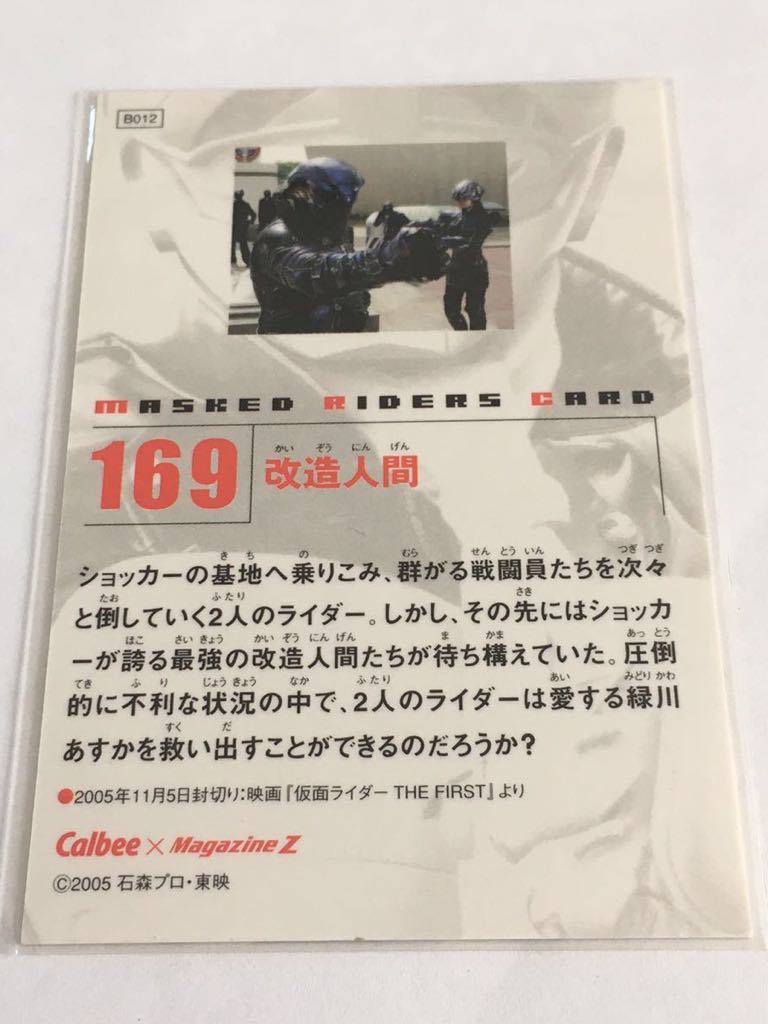 B012
MASKED RIDERS CARD
169
かい ぞう にん げん
改造人間
き ち の むら せん とう いん つぎ つぎ
ショッカーの基地へ乗りこみ、群がる戦闘員たちを次々
たお ふたり さき
と倒していく2人のライダー。しかし、その先にはショッカ
ほこ さい きょう かい ぞう にん げん ま かま あっ とう
ーが誇る最強の改造人間たちが待ち構えていた。圧倒
てき ふ り じょう きょう なか ふたり あい みどり かわ
的に不利な状況の中で、2人のライダーは愛する緑川
すく だ
あすかを救い出すことができるのだろうか?
●2005年11月5日封切り:映画『仮面ライダー THE FIRST』より
Calbee × Magazine Z
©2005 石森プロ・東映